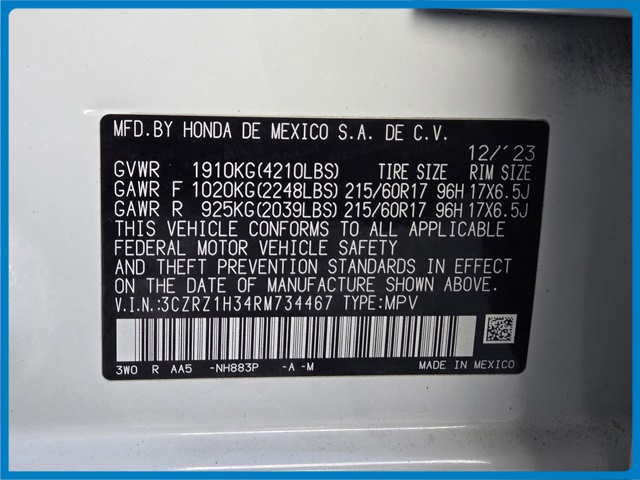 MFD.BY HONDA DE MEXICO S.A. DE C.V.
12/'23
GVWR 1910KG(4210LBS) TIRE SIZE RIM SIZE
GAWR F 1020KG(2248LBS) 215/60R17 96H 17X6.5J
GAWR R 925KG(2039LBS) 215/60R17 96H 17X6.5J
THIS VEHICLE CONFORMS TO ALL APPLICABLE
FEDERAL MOTOR VEHICLE SAFETY
AND THEFT PREVENTION STANDARDS IN EFFECT
ON THE DATE OF MANUFACTURE SHOWN ABOVE.
V.I.N.:3CZRZ1H34RM734467 TYPE:MPV
3W0 R AA5 -NH883P -A -M MADE IN MEXICO